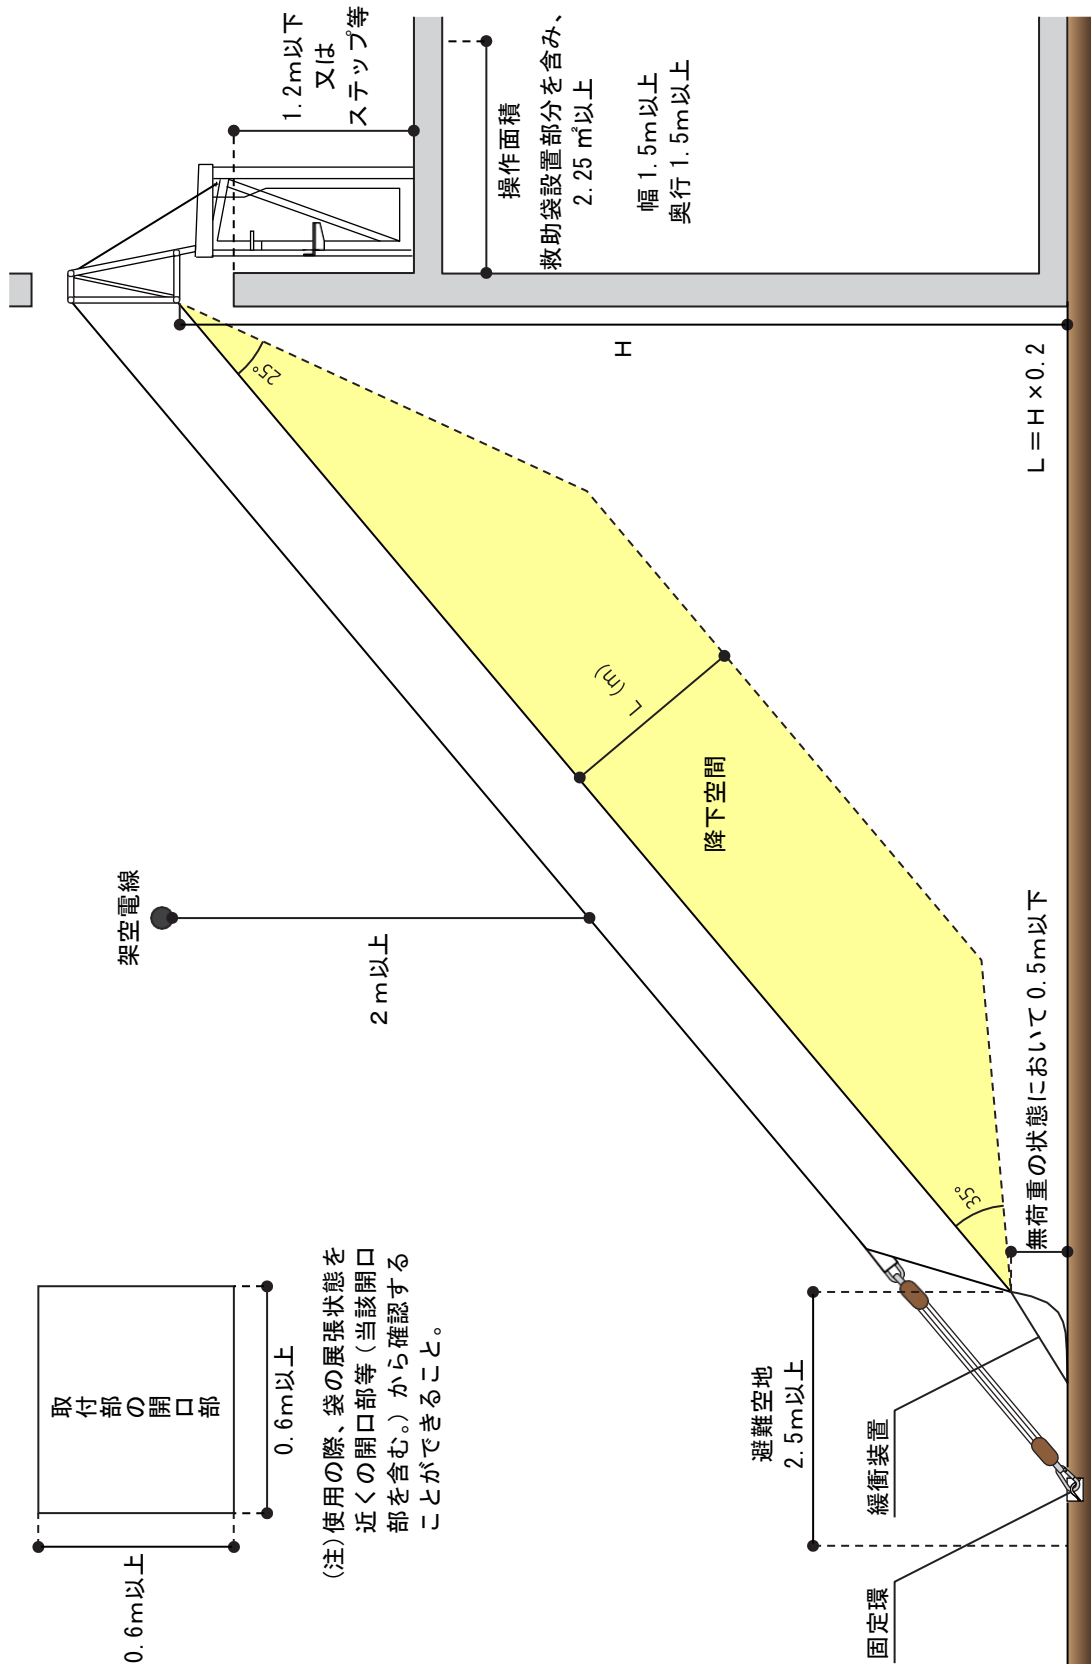 取付部の開口部
0.6m以上
0.6m以上
(注)使用の際、袋の展張状態を
近くの開口部等(当該開口
部を含む。)から確認する
ことができること。
架空電線
2m以上
1.2m以下
又は
ステップ等
操作面積
救助袋設置部分を含み、
2.25㎡以上
幅1.5m以上
奥行1.5m以上
25°
H
L(m)
降下空間
35°
L=H×0.2
無荷重の状態において0.5m以下
避難空地
2.5m以上
緩衝装置
固定環